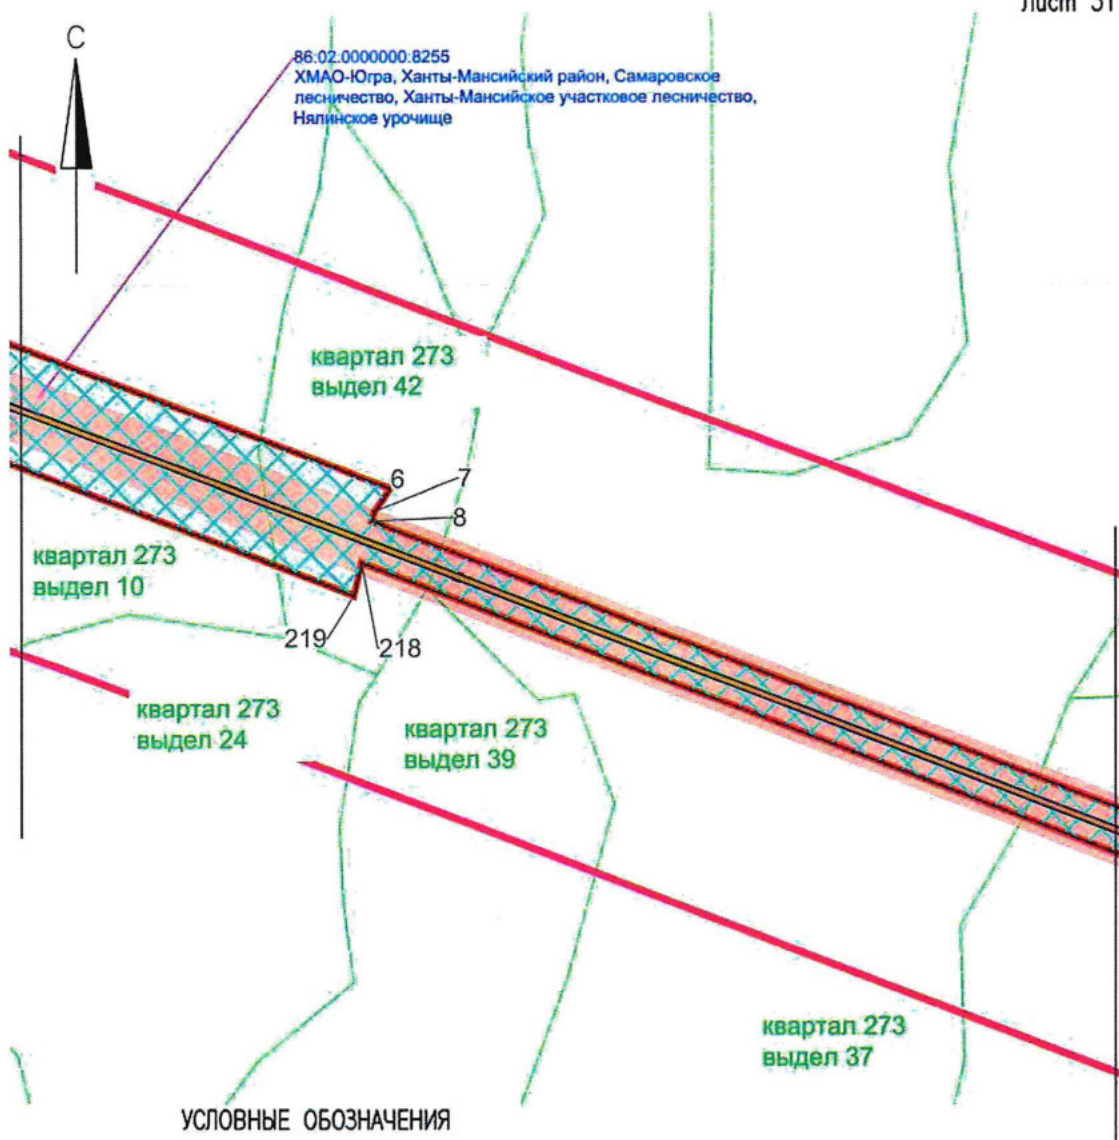 Лист 31
С
86:02:0000000:8255
ХМАО-Югра, Ханты-Мансийский район, Самаровское
лесничество, Ханты-Мансийское участковое лесничество,
Нялинское урочище
квартал 273
выдел 42
6
7
8
квартал 273
выдел 10
219
218
квартал 273
выдел 24
квартал 273
выдел 39
квартал 273
выдел 37
УСЛОВНЫЕ ОБОЗНАЧЕНИЯ